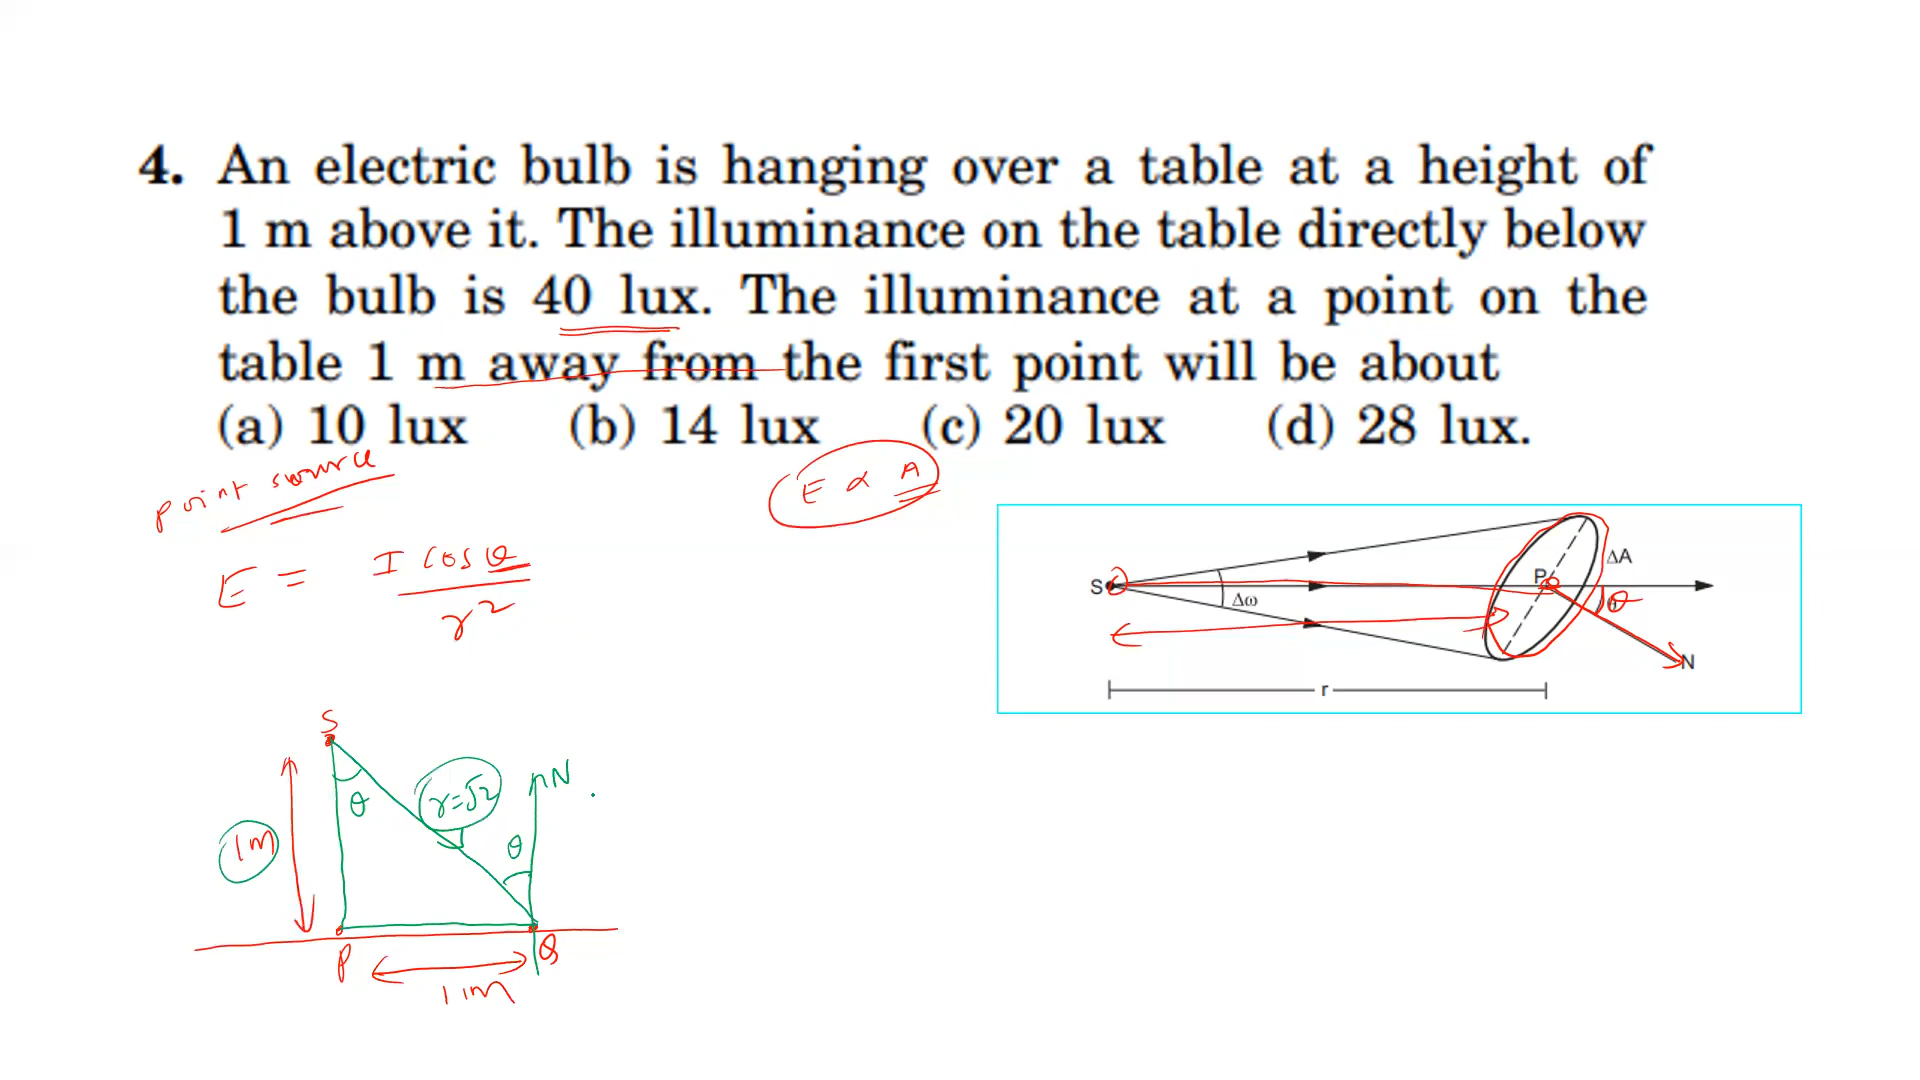 4. An electric bulb is hanging over a table at a height of
1 m above it. The illuminance on the table directly below
the bulb is 40 lux. The illuminance at a point on the
table 1 m away from the first point will be about
(a) 10 lux (b) 14 lux (c) 20 lux (d) 28 lux.
point source
E ∝ A
E = I cos θ / r²
S Δω P ΔA θ N
r
S
1m θ r=√2 θ N
P Q
1m